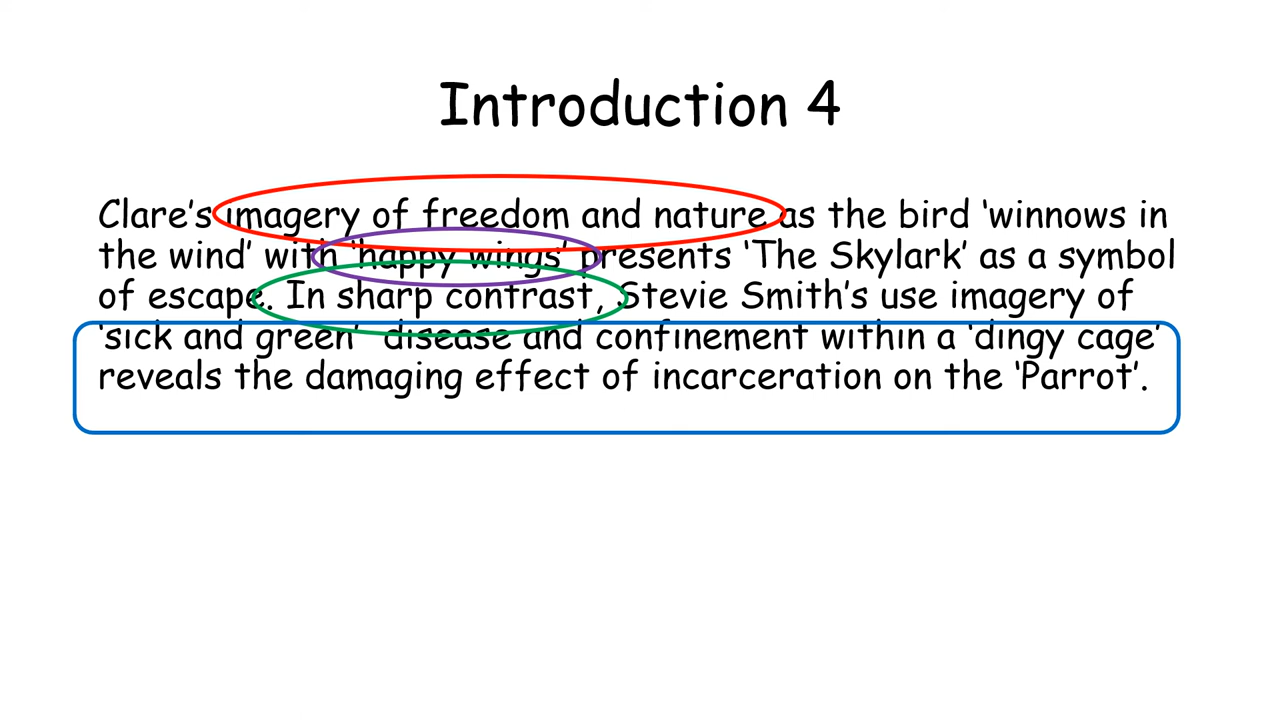 Introduction 4
Clare’s imagery of freedom and nature as the bird ‘winnows in
the wind’ with ‘happy wings’ presents ‘The Skylark’ as a symbol
of escape. In sharp contrast, Stevie Smith’s use imagery of
‘sick and green’ disease and confinement within a ‘dingy cage’
reveals the damaging effect of incarceration on the ‘Parrot’.